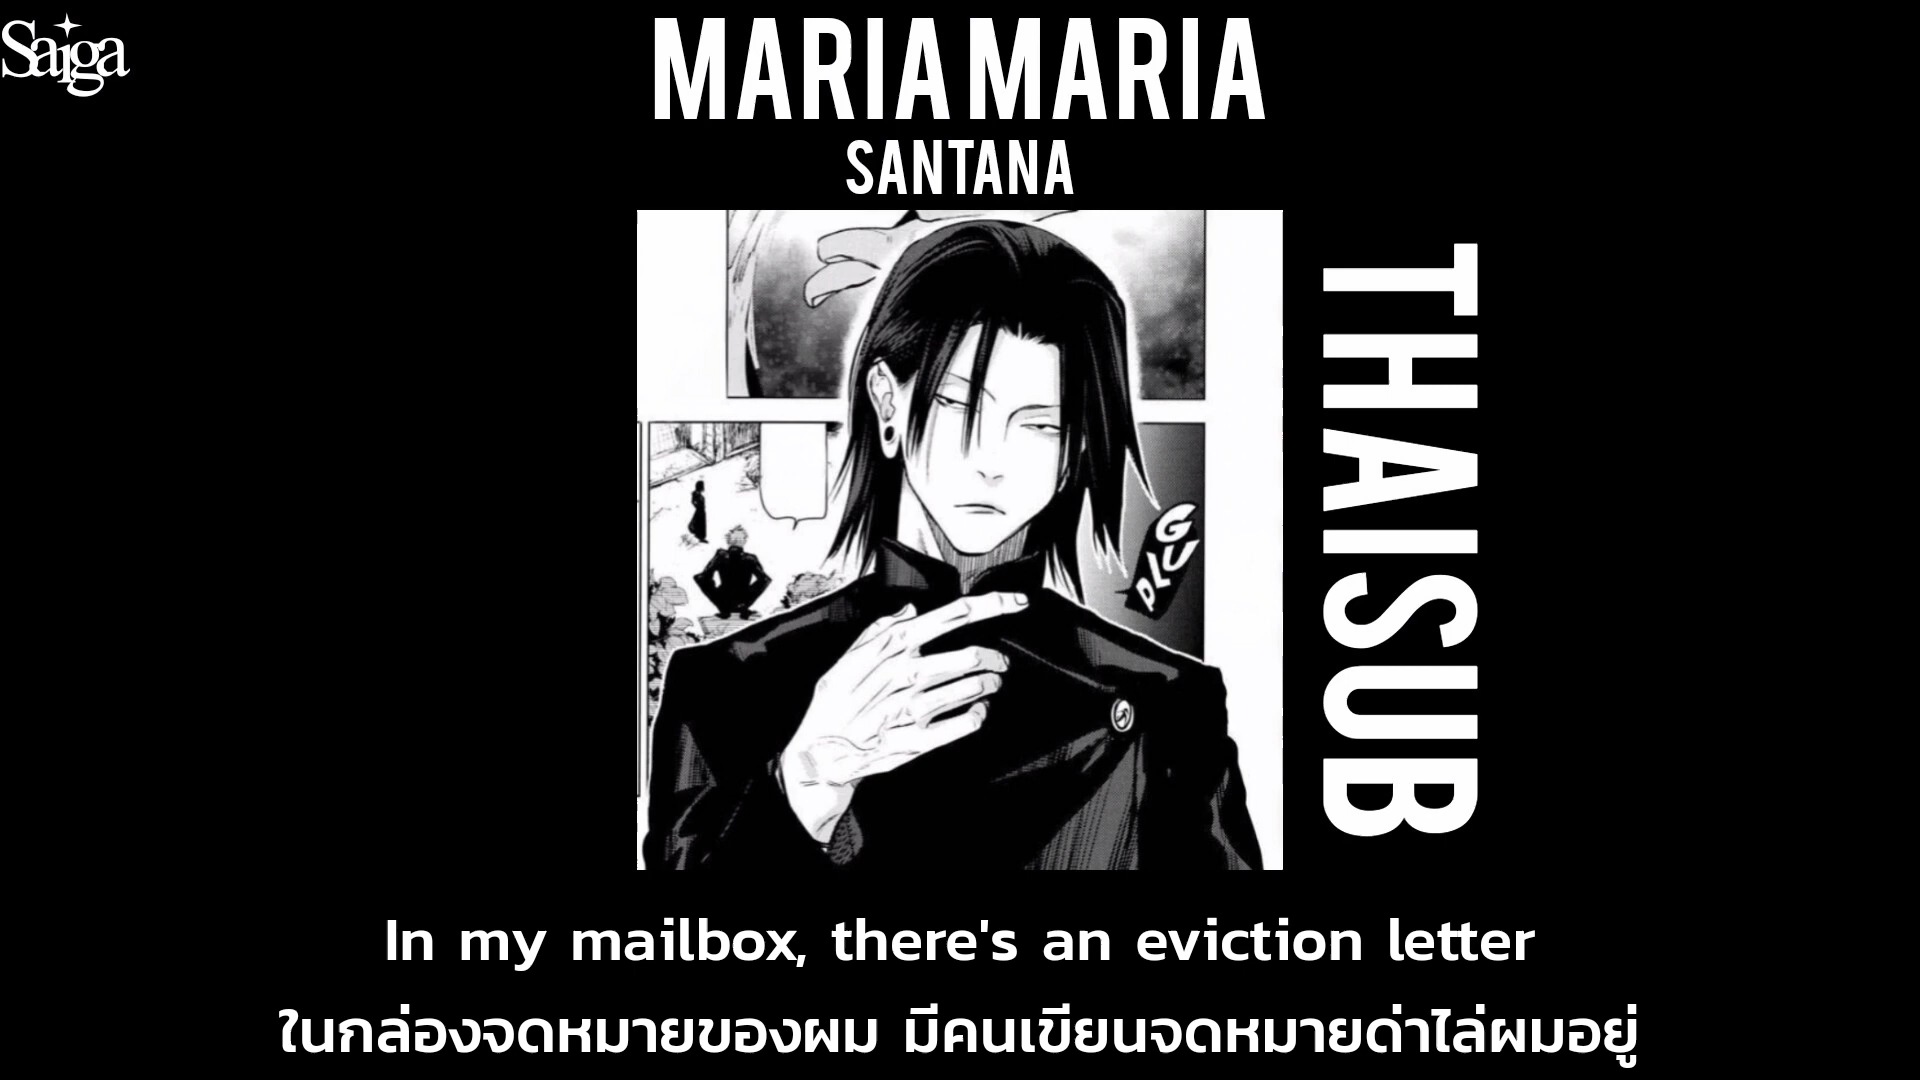 Saiga
MARIA MARIA
SANTANA
THAISUB
GU
PLU
In my mailbox, there's an eviction letter
ในกล่องจดหมายของผม มีคนเขียนจดหมายด่าไล่ผมอยู่